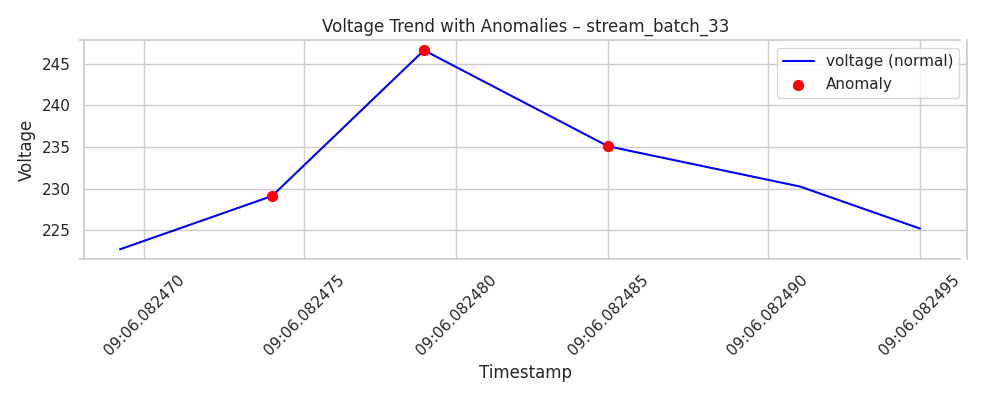 Voltage Trend with Anomalies – stream_batch_33
voltage (normal)
Anomaly
Voltage
245
240
235
230
225
09:06.082470
09:06.082475
09:06.082480
09:06.082485
09:06.082490
09:06.082495
Timestamp